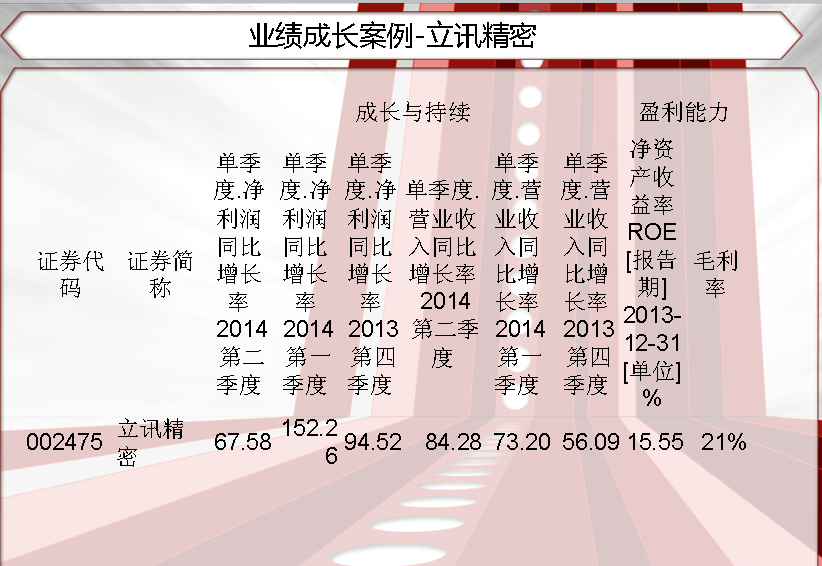 业绩成长案例-立讯精密
成长与持续
盈利能力
证券代
码
证券简
称
单季
度.净
利润
同比
增长
率
2014
第二
季度
单季
度.净
利润
同比
增长
率
2014
第一
季度
单季
度.净
利润
同比
增长
率
2013
第四
季度
单季度.
营业收
入同比
增长率
2014
第二季
度
单季
度.营
业收
入同
比增
长率
2014
第一
季度
单季
度.营
业收
入同
比增
长率
2013
第四
季度
净资
产收
益率
ROE
[报告
期]
2013-
12-31
[单位]
%
毛利
率
002475
立讯精
密
67.58
152.2
6
94.52
84.28
73.20
56.09
15.55
21%